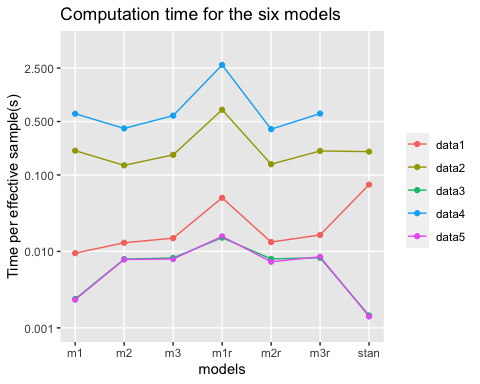 Computation time for the six models
Time per effective sample(s)
2.500
0.500
0.100
0.010
0.001
m1 m2 m3 m1r m2r m3r stan
models
data1
data2
data3
data4
data5